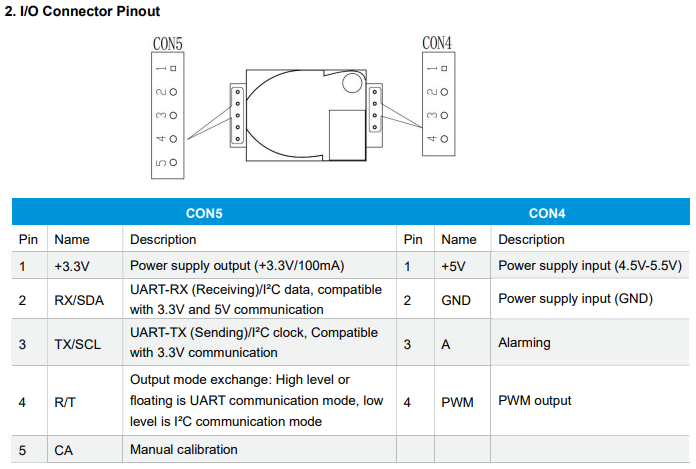 2. I/O Connector Pinout
CON5
CON4
1
2
3
4
5
1
2
3
4
CON5 CON4
Pin Name Description Pin Name Description
1 +3.3V Power supply output (+3.3V/100mA) 1 +5V Power supply input (4.5V-5.5V)
2 RX/SDA UART-RX (Receiving)/I²C data, compatible
with 3.3V and 5V communication 2 GND Power supply input (GND)
3 TX/SCL UART-TX (Sending)/I²C clock, Compatible
with 3.3V communication 3 A Alarming
4 R/T Output mode exchange: High level or
floating is UART communication mode, low
level is I²C communication mode 4 PWM PWM output
5 CA Manual calibration